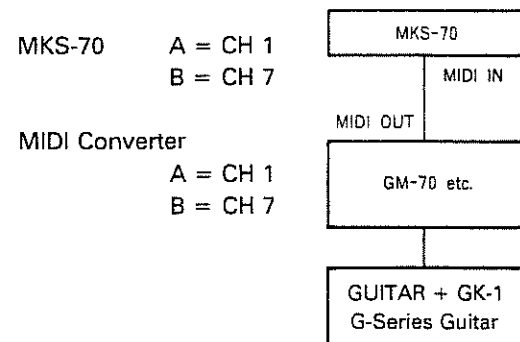 MKS-70 A = CH 1
B = CH 7
MIDI Converter
A = CH 1
B = CH 7
MKS-70
MIDI IN
MIDI OUT
GM-70 etc.
GUITAR + GK-1
G-Series Guitar